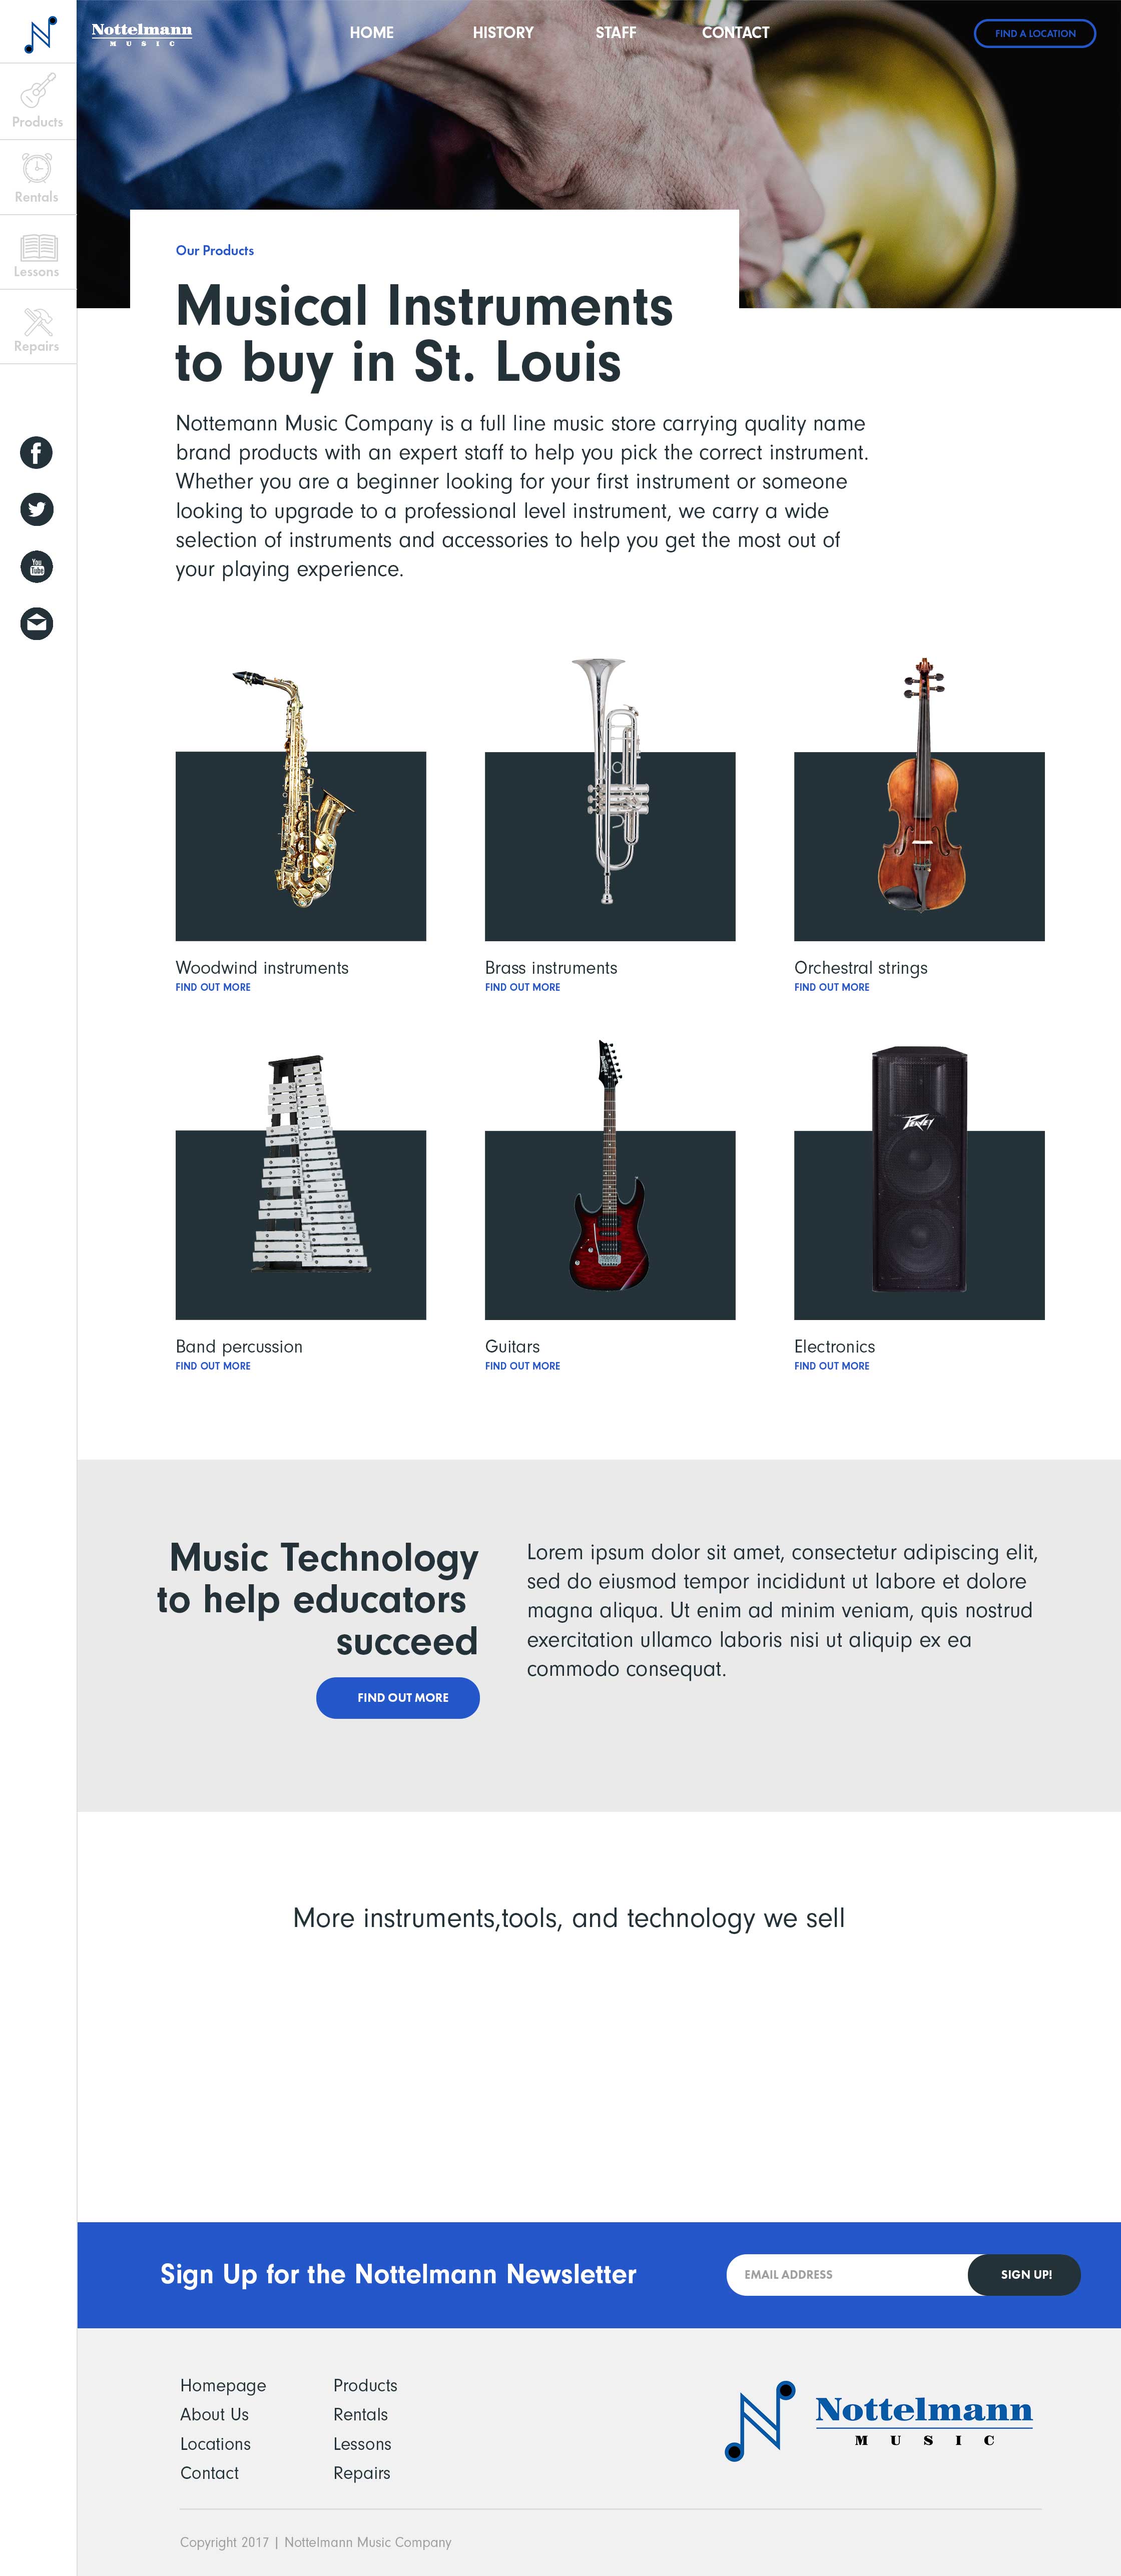 Nottelmann
MUSIC
HOME
HISTORY
STAFF
CONTACT
FIND A LOCATION
Products
Rentals
Lessons
Repairs
You
Tube
Our Products
Musical Instruments
to buy in St. Louis
Nottemann Music Company is a full line music store carrying quality name
brand products with an expert staff to help you pick the correct instrument.
Whether you are a beginner looking for your first instrument or someone
looking to upgrade to a professional level instrument, we carry a wide
selection of instruments and accessories to help you get the most out of
your playing experience.
Woodwind instruments
FIND OUT MORE
Brass instruments
FIND OUT MORE
Orchestral strings
FIND OUT MORE
Ibanez
PEAVEY
Band percussion
FIND OUT MORE
Guitars
FIND OUT MORE
Electronics
FIND OUT MORE
Music Technology
to help educators
succeed
FIND OUT MORE
Lorem ipsum dolor sit amet, consectetur adipiscing elit,
sed do eiusmod tempor incididunt ut labore et dolore
magna aliqua. Ut enim ad minim veniam, quis nostrud
exercitation ullamco laboris nisi ut aliquip ex ea
commodo consequat.
More instruments,tools, and technology we sell
Sign Up for the Nottelmann Newsletter
EMAIL ADDRESS
SIGN UP!
Homepage
About Us
Locations
Contact
Products
Rentals
Lessons
Repairs
Nottelmann
MUSIC
Copyright 2017 | Nottelmann Music Company